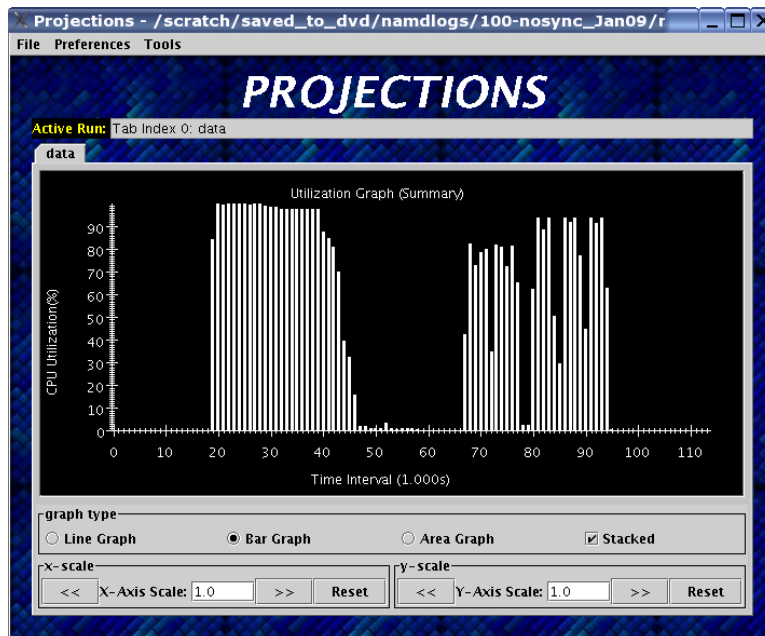 Projections - /scratch/saved_to_dvd/namdlogs/100-nosync_Jan09/
File Preferences Tools
PROJECTIONS
Active Run: Tab Index 0: data
data
Utilization Graph (Summary)
CPU Utilization(%)
90
80
70
60
50
40
30
20
10
0
0 10 20 30 40 50 60 70 80 90 100 110
Time Interval (1.000s)
graph type
Line Graph Bar Graph Area Graph Stacked
x-scale y-scale
<< X-Axis Scale: 1.0 >> Reset << Y-Axis Scale: 1.0 >> Reset